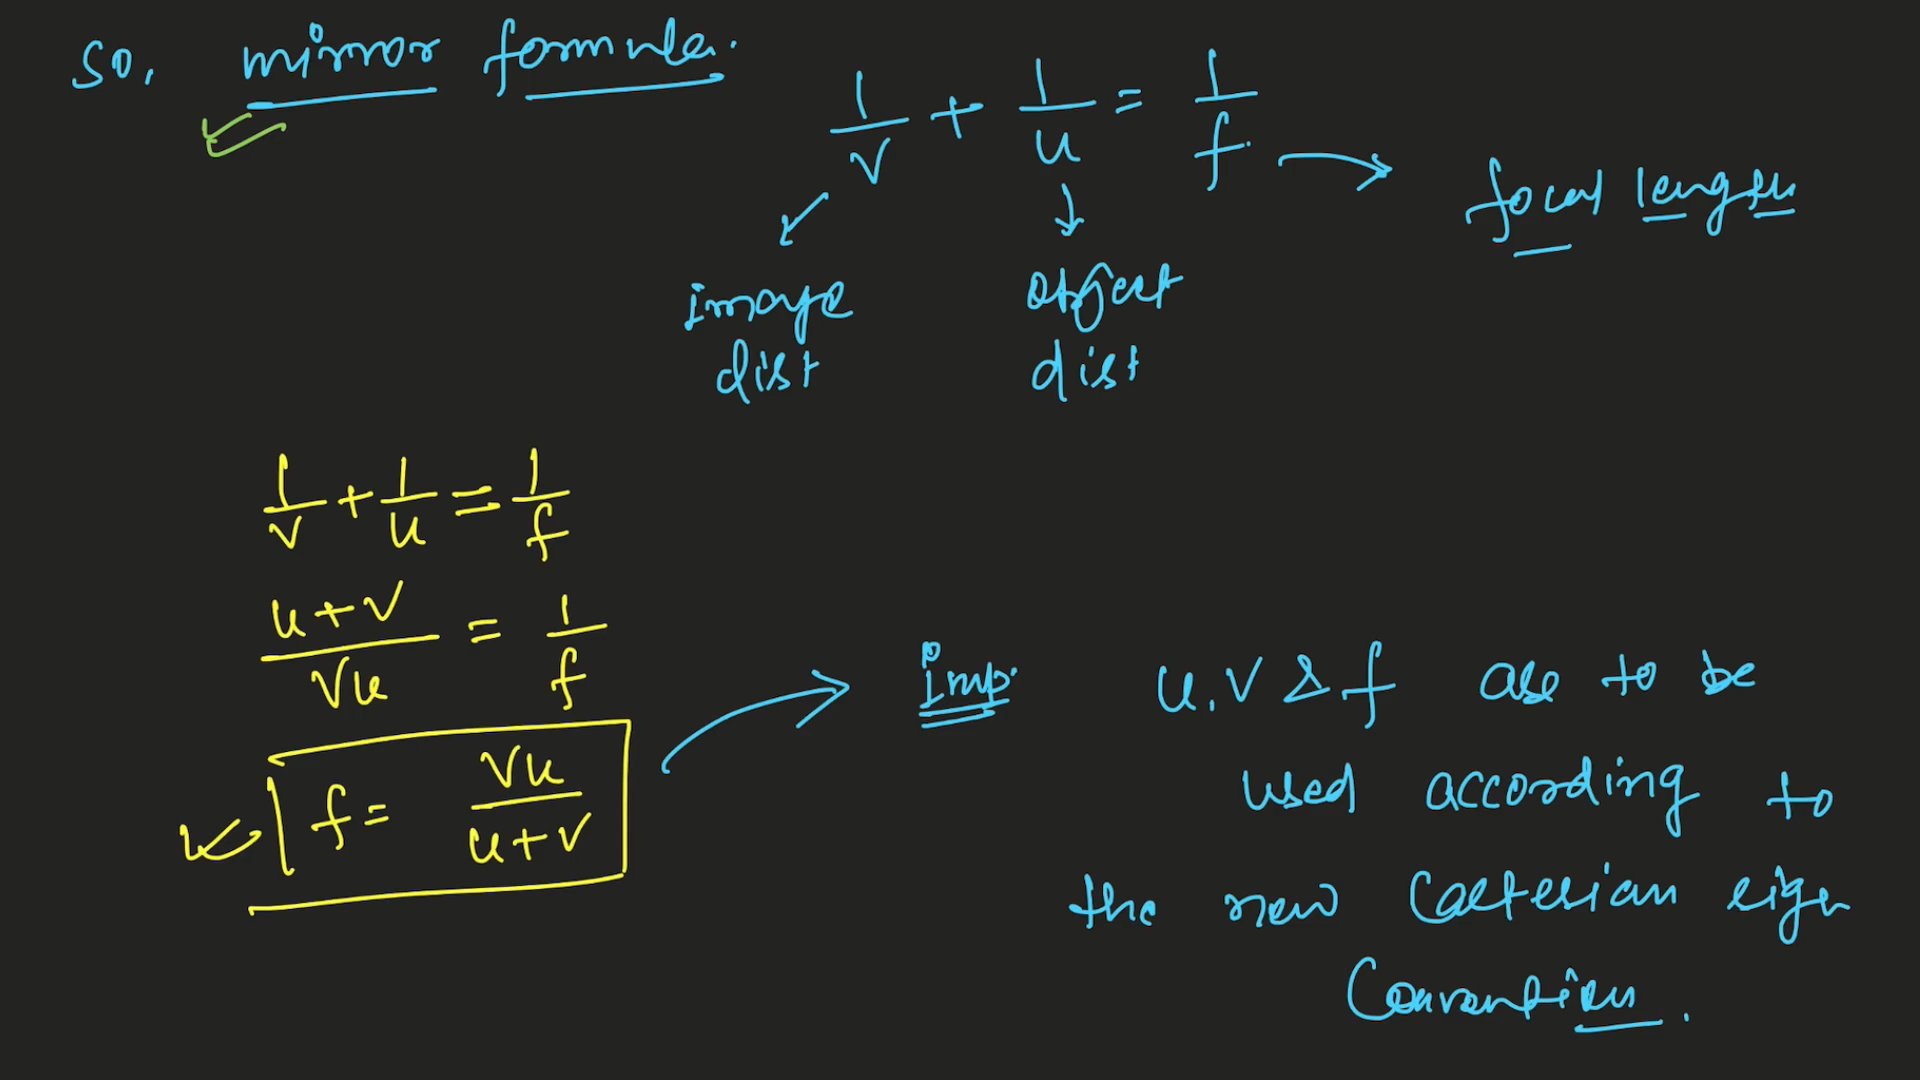 so, mirror formula.
1/v + 1/u = 1/f
focal length
image dist
object dist
1/v + 1/u = 1/f
u+v/vu = 1/f
f = vu/u+v
Imp. u, v & f are to be
used according to
the new Cartesian sign
Convention.